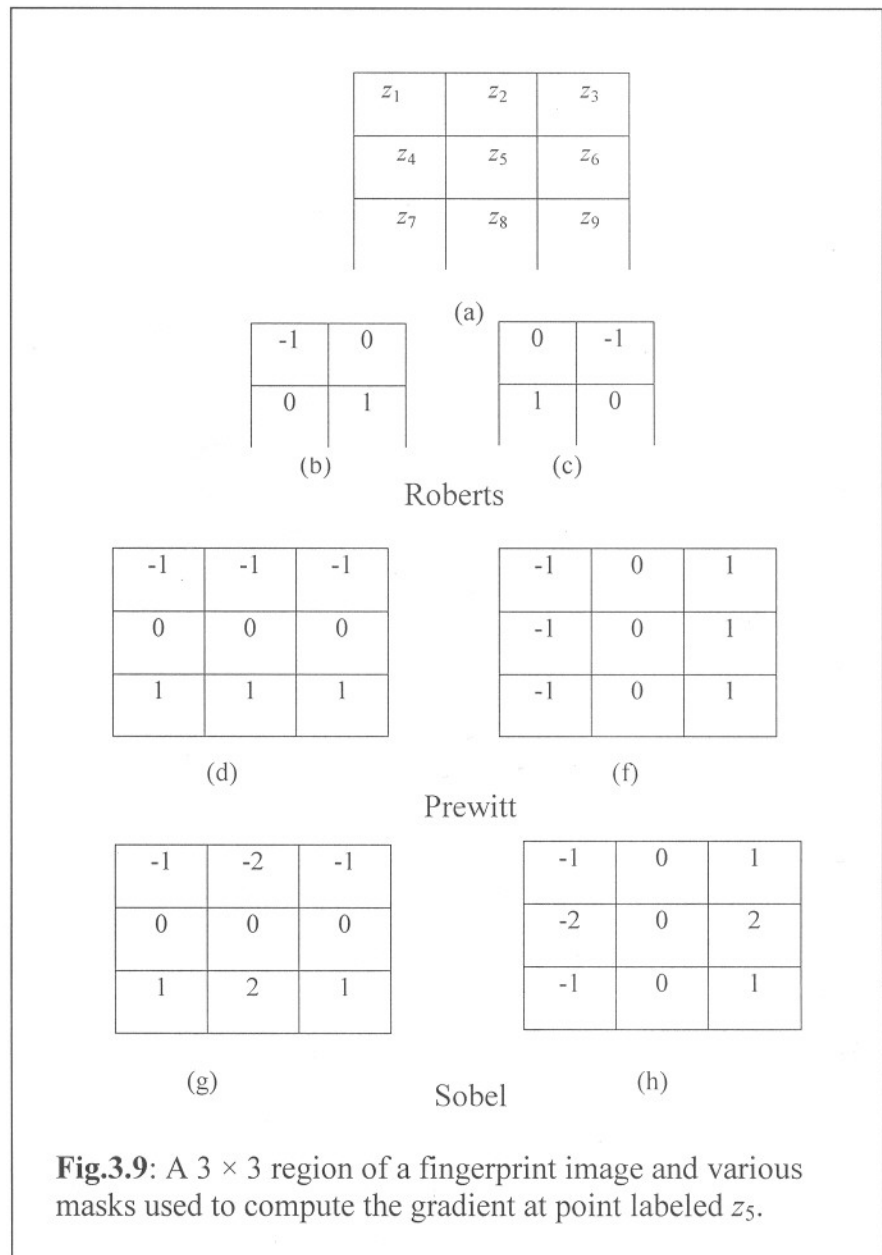 z1 z2 z3
z4 z5 z6
z7 z8 z9
(a)
-1 0 0 -1
0 1 1 0
(b) (c)
Roberts
-1 -1 -1 -1 0 1
0 0 0 -1 0 1
1 1 1 -1 0 1
(d) (f)
Prewitt
-1 -2 -1 -1 0 1
0 0 0 -2 0 2
1 2 1 -1 0 1
(g) (h)
Sobel
Fig.3.9: A 3 × 3 region of a fingerprint image and various
masks used to compute the gradient at point labeled z5.